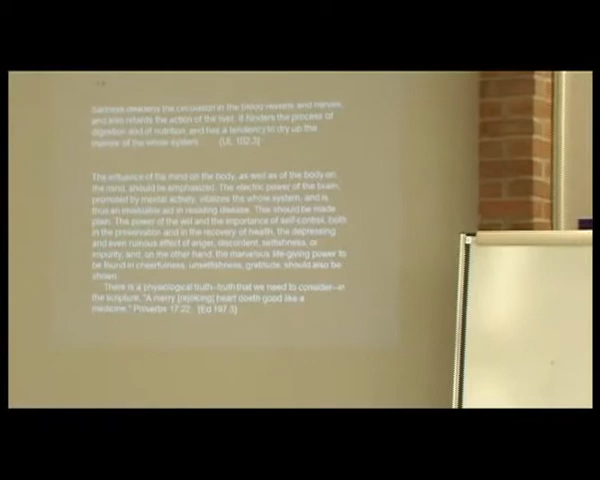 Sadness deadens the circulation in the blood vessels and nerves,
and also retards the action of the liver. It hinders the process of
digestion and of nutrition, and has a tendency to dry up the
of the whole system. (UL 102.3)
The influence of the mind on the body, as well as of the body on
the mind, should be emphasized. The electric power of the brain,
promoted by mental activity, vitalizes the whole system, and is
thus an invaluable aid in resisting disease. This should be made
plain. The power of the will and the importance of self-control, both
in the preservation and in the recovery of health, the depressing
and even ruinous effect of anger, discontent, selfishness, or
impurity, and, on the other hand, the marvelous life-giving power to
be found in cheerfulness, unselfishness, gratitude, should also be
shown.
There is a physiological truth--truth that we need to consider--in
the scripture, "A merry [rejoicing] heart doeth good like a
medicine." Proverbs 17:22. {Ed 197.3}